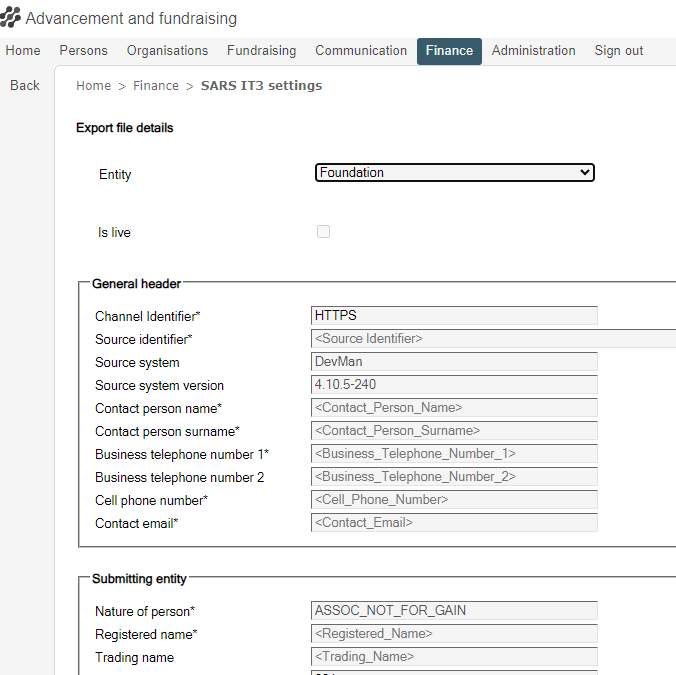 Advancement and fundraising
Home Persons Organisations Fundraising Communication Finance Administration Sign out
Back Home > Finance > SARS IT3 settings
Export file details
Entity Foundation
Is live
General header
Channel Identifier* HTTPS
Source identifier* <Source Identifier>
Source system DevMan
Source system version 4.10.5-240
Contact person name* <Contact_Person_Name>
Contact person surname* <Contact_Person_Surname>
Business telephone number 1* <Business_Telephone_Number_1>
Business telephone number 2 <Business_Telephone_Number_2>
Cell phone number* <Cell_Phone_Number>
Contact email* <Contact_Email>
Submitting entity
Nature of person* ASSOC_NOT_FOR_GAIN
Registered name* <Registered_Name>
Trading name <Trading_Name>